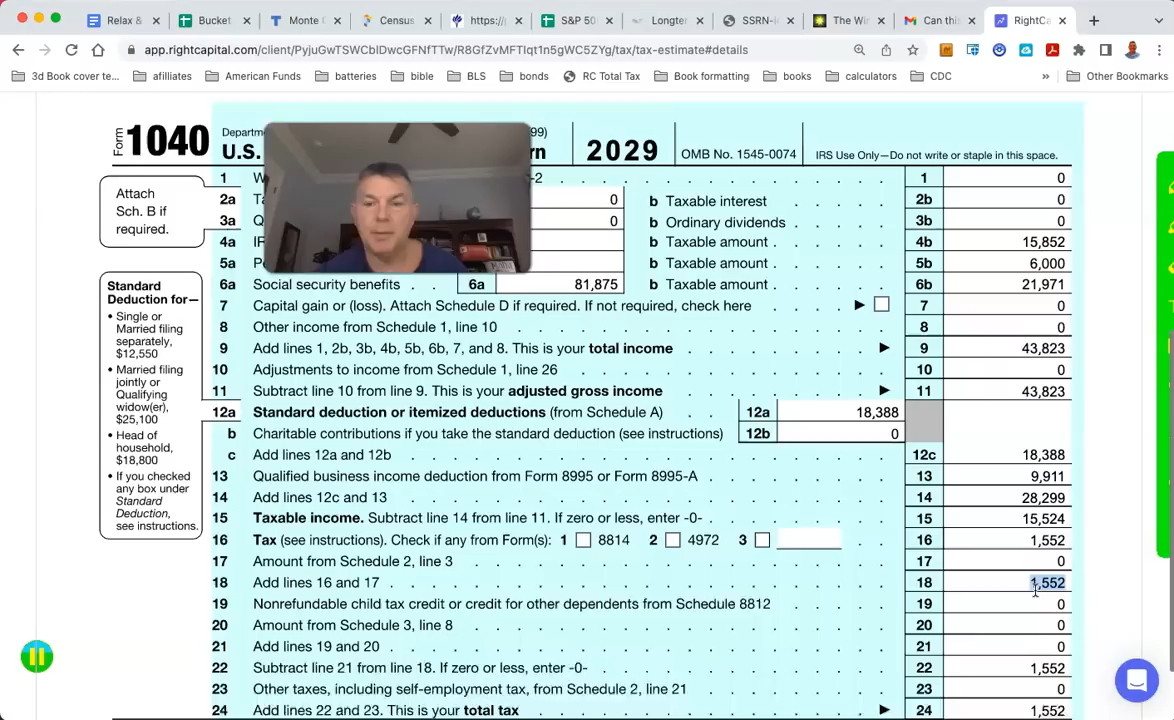 Relax &
Bucket
Monte C
Census
https:/
S&P 50
Longter
SSRN-i
The Wi
Can this
RightCa
app.rightcapital.com/client/PyjuGwTSWCblDwcGFNfTTw/R8GfZvMFTIqt1n5gWC5ZYg/tax/tax-estimate#details
3d Book cover te...
afilliates
American Funds
batteries
bible
BLS
bonds
RC Total Tax
Book formatting
books
calculators
CDC
»
Other Bookmarks
Form 1040
Departm
99)
U.S.
rn
2029
OMB No. 1545-0074
IRS Use Only—Do not write or staple in this space.
Attach
Sch. B if
required.
1 W -2 1 0
2a Ta 0 b Taxable interest 2b 0
3a Q 0 b Ordinary dividends 3b 0
4a IF b Taxable amount 4b 15,852
5a Pe b Taxable amount 5b 6,000
6a Social security benefits 6a 81,875 b Taxable amount 6b 21,971
Standard
Deduction for—
• Single or
Married filing
separately,
$12,550
• Married filing
jointly or
Qualifying
widow(er),
$25,100
• Head of
household,
$18,800
• If you checked
any box under
Standard
Deduction,
see instructions.
7 Capital gain or (loss). Attach Schedule D if required. If not required, check here 7 0
8 Other income from Schedule 1, line 10 8 0
9 Add lines 1, 2b, 3b, 4b, 5b, 6b, 7, and 8. This is your total income 9 43,823
10 Adjustments to income from Schedule 1, line 26 10 0
11 Subtract line 10 from line 9. This is your adjusted gross income 11 43,823
12a Standard deduction or itemized deductions (from Schedule A) 12a 18,388
b Charitable contributions if you take the standard deduction (see instructions) 12b 0
c Add lines 12a and 12b 12c 18,388
13 Qualified business income deduction from Form 8995 or Form 8995-A 13 9,911
14 Add lines 12c and 13 14 28,299
15 Taxable income. Subtract line 14 from line 11. If zero or less, enter -0- 15 15,524
16 Tax (see instructions). Check if any from Form(s): 1 8814 2 4972 3 16 1,552
17 Amount from Schedule 2, line 3 17 0
18 Add lines 16 and 17 18 1,552
19 Nonrefundable child tax credit or credit for other dependents from Schedule 8812 19 0
20 Amount from Schedule 3, line 8 20 0
21 Add lines 19 and 20 21 0
22 Subtract line 21 from line 18. If zero or less, enter -0- 22 1,552
23 Other taxes, including self-employment tax, from Schedule 2, line 21 23 0
24 Add lines 22 and 23. This is your total tax 24 1,552